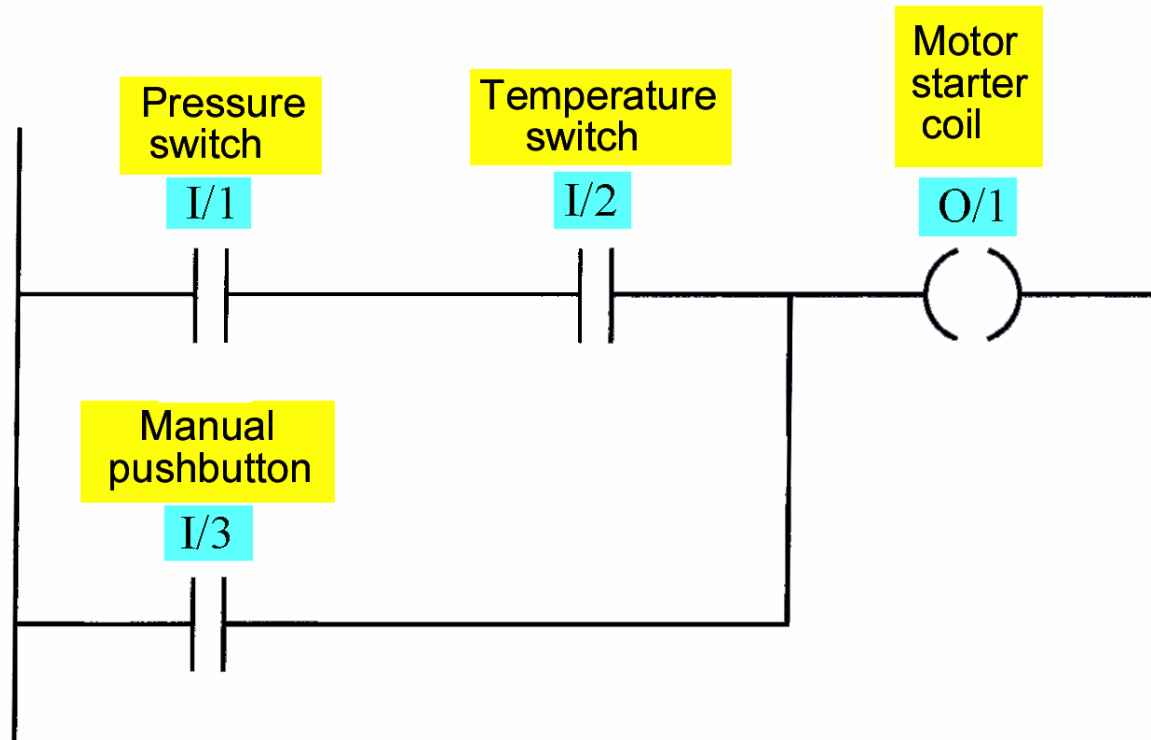 Pressure
switch
I/1
Temperature
switch
I/2
Motor
starter
coil
O/1
Manual
pushbutton
I/3